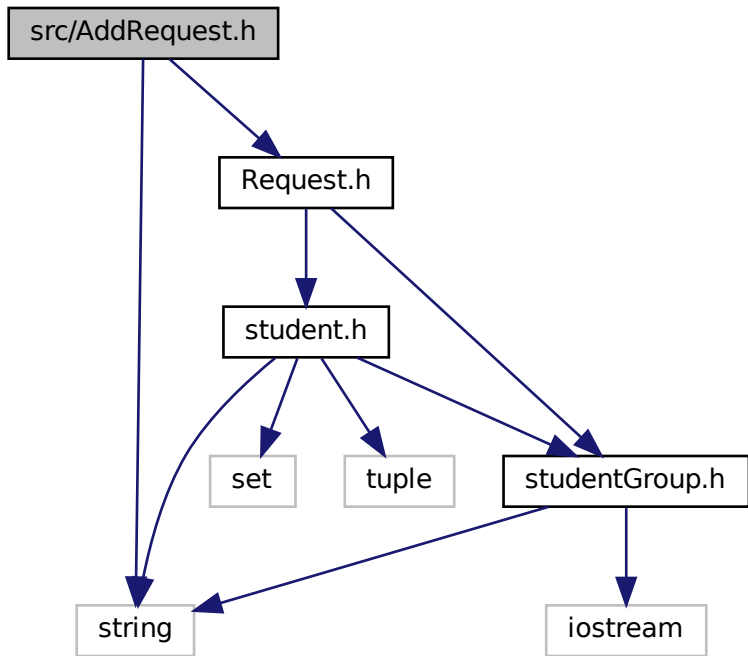 src/AddRequest.h
Request.h
student.h
set
tuple
studentGroup.h
string
iostream